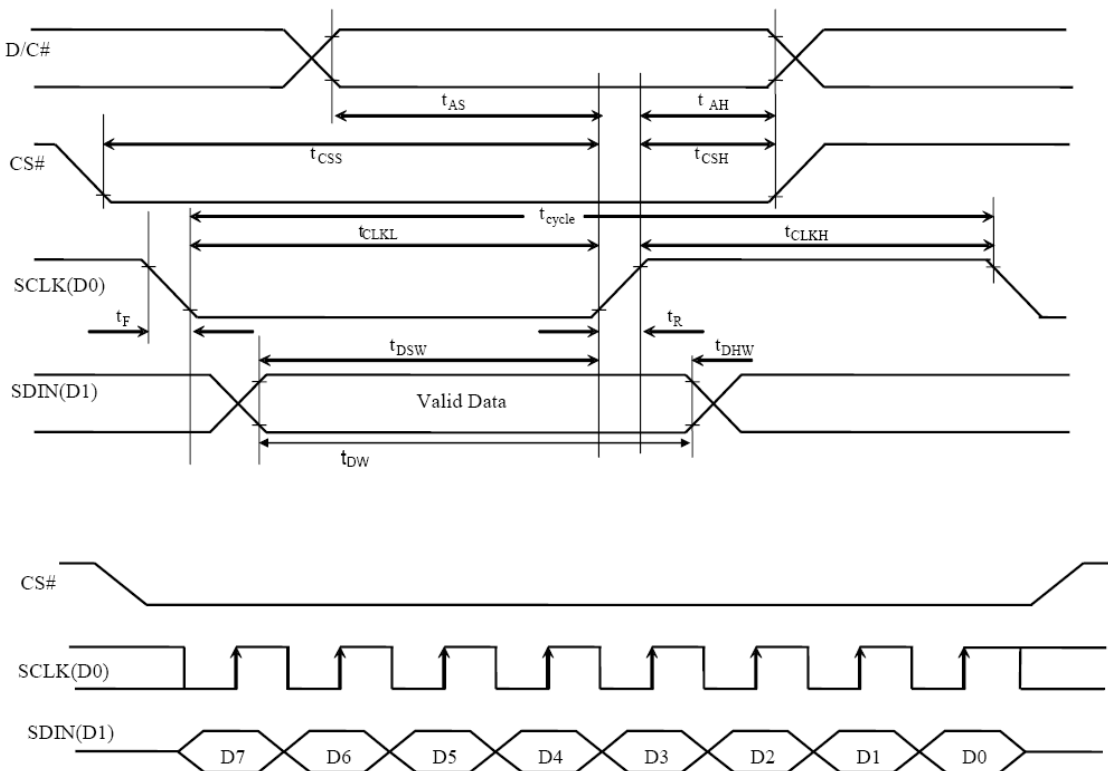 D/C#
tAS
tAH
CS#
tCSS
tCSH
tcycle
tCLKL
tCLKH
SCLK(D0)
tF
tR
tDSW
tDHW
SDIN(D1)
Valid Data
tDW
CS#
SCLK(D0)
SDIN(D1)
D7 D6 D5 D4 D3 D2 D1 D0